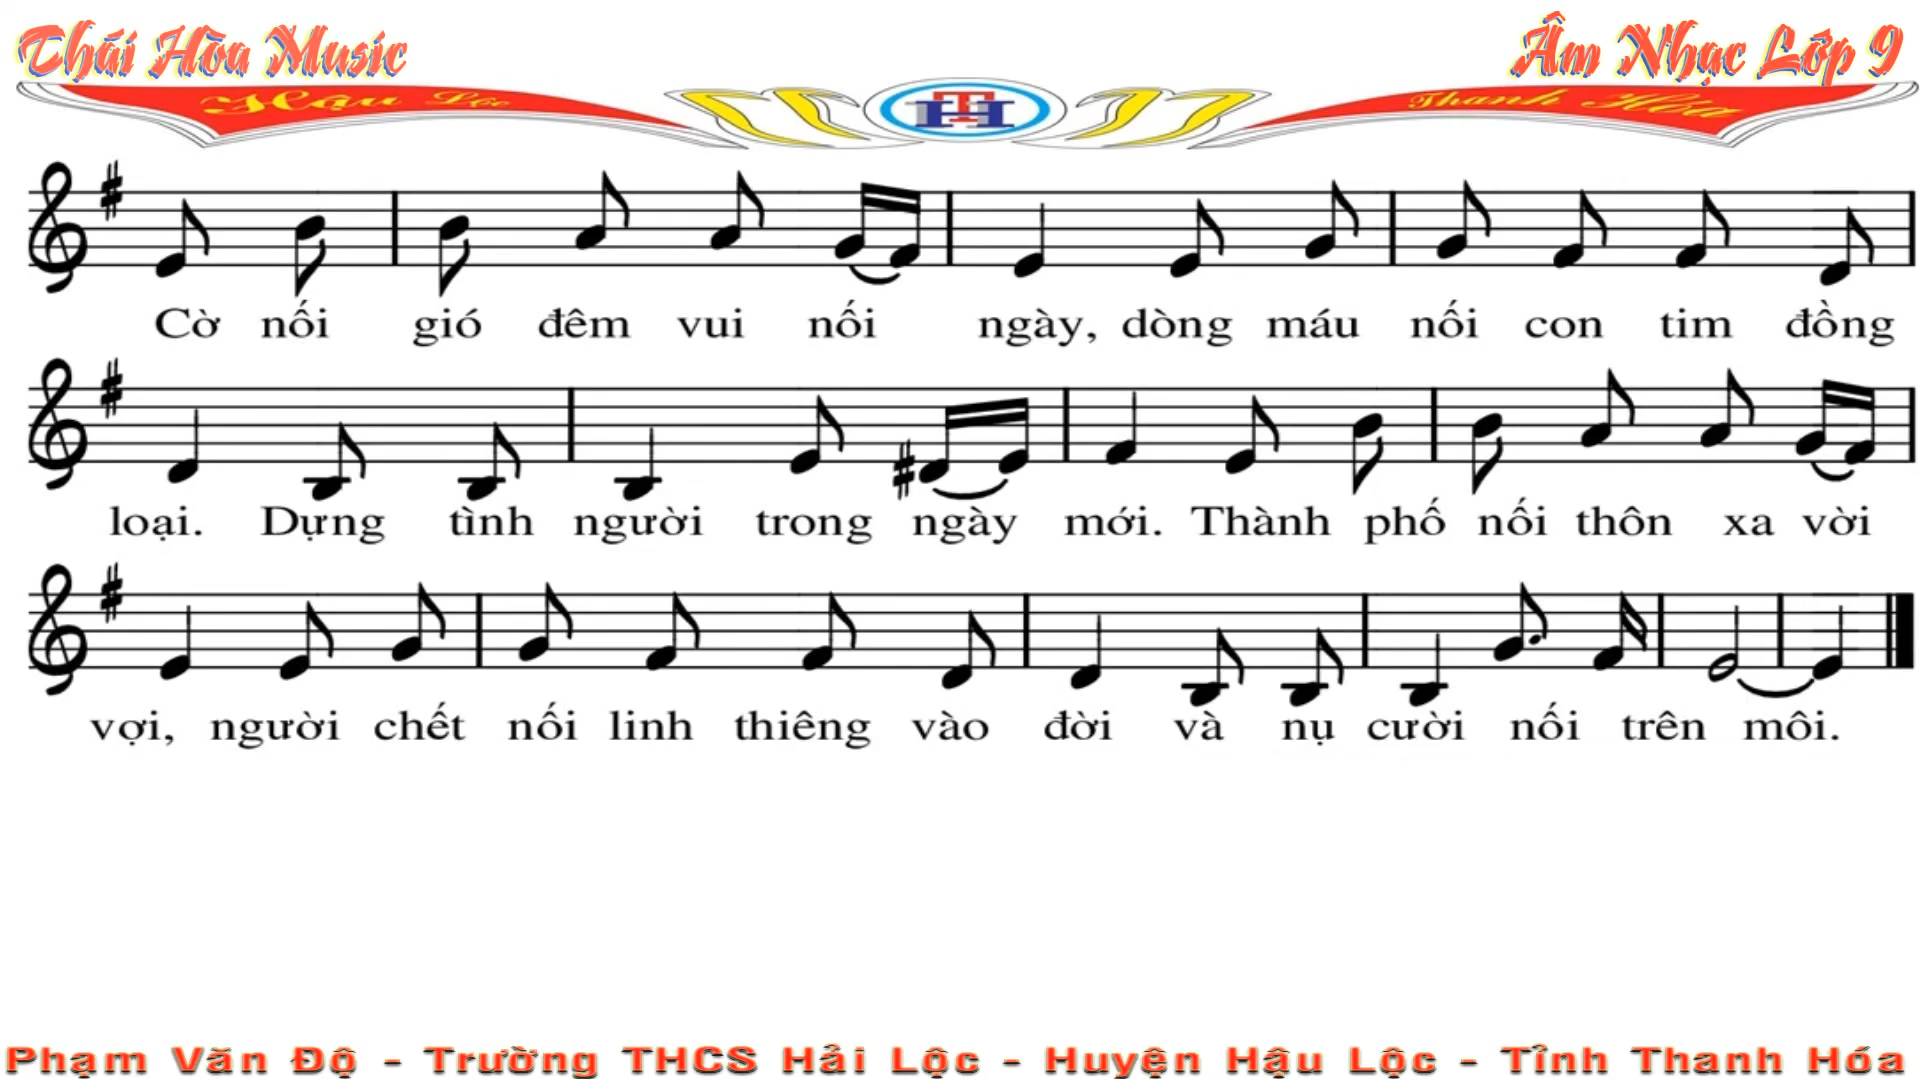 Thái Hòa Music
Âm Nhạc Lớp 9
Hậu Lộc
TH
Thanh Hóa
Cờ nối gió đêm vui nối ngày, dòng máu nối con tim đồng
loại. Dựng tình người trong ngày mới. Thành phố nối thôn xa vời
vợi, người chết nối linh thiêng vào đời và nụ cười nối trên môi.
Phạm Văn Độ - Trường THCS Hải Lộc - Huyện Hậu Lộc - Tỉnh Thanh Hóa